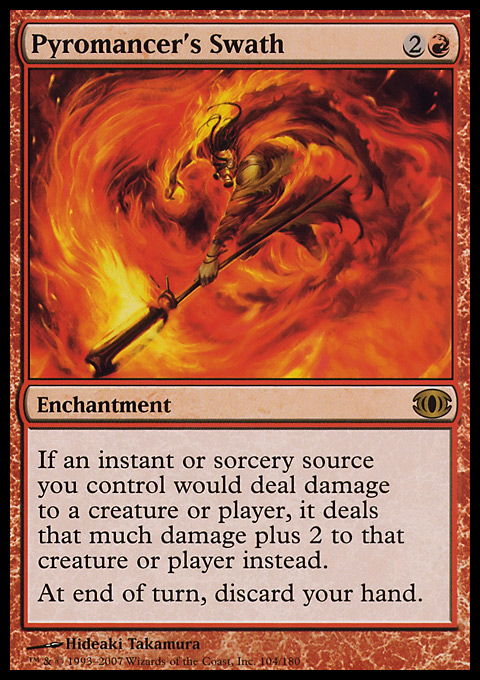 Pyromancer's Swath 2
Enchantment
If an instant or sorcery source
you control would deal damage
to a creature or player, it deals
that much damage plus 2 to that
creature or player instead.
At end of turn, discard your hand.
Hideaki Takamura
™ & © 1993–2007 Wizards of the Coast, Inc. 104/180